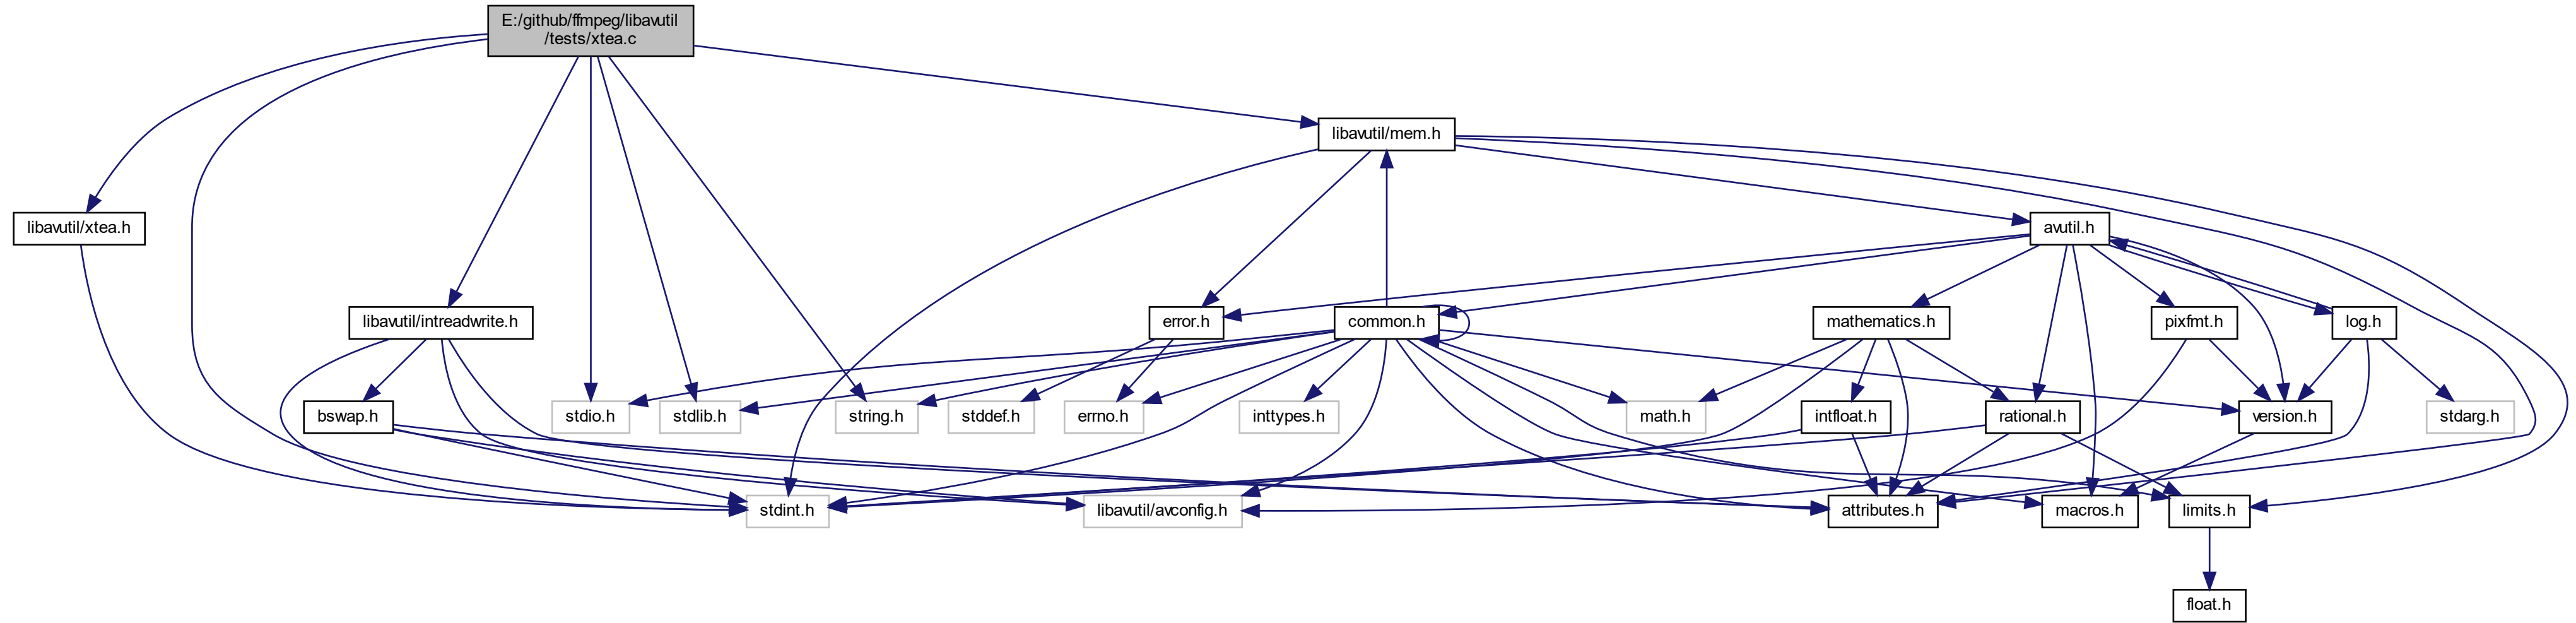 E:/github/ffmpeg/libavutil
/tests/xtea.c
libavutil/mem.h
libavutil/xtea.h
avutil.h
libavutil/intreadwrite.h
error.h
common.h
mathematics.h
pixfmt.h
log.h
bswap.h
stdio.h
stdlib.h
string.h
stddef.h
errno.h
inttypes.h
math.h
intfloat.h
rational.h
version.h
stdarg.h
stdint.h
libavutil/avconfig.h
attributes.h
macros.h
limits.h
float.h